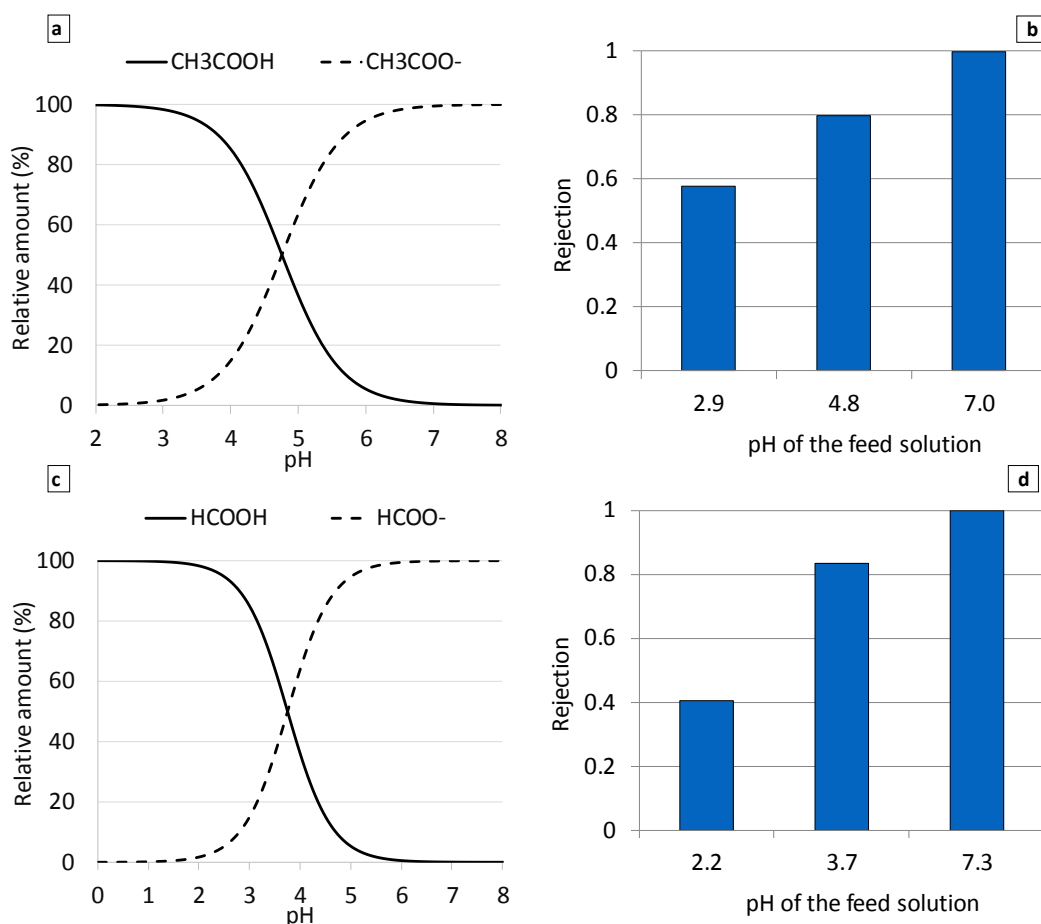 a
CH3COOH CH3COO-
Relative amount (%)
100
80
60
40
20
0
2 3 4 5 6 7 8
pH
b
Rejection
1
0.8
0.6
0.4
0.2
0
2.9 4.8 7.0
pH of the feed solution
c
HCOOH HCOO-
Relative amount (%)
100
80
60
40
20
0
0 1 2 3 4 5 6 7 8
pH
d
Rejection
1
0.8
0.6
0.4
0.2
0
2.2 3.7 7.3
pH of the feed solution